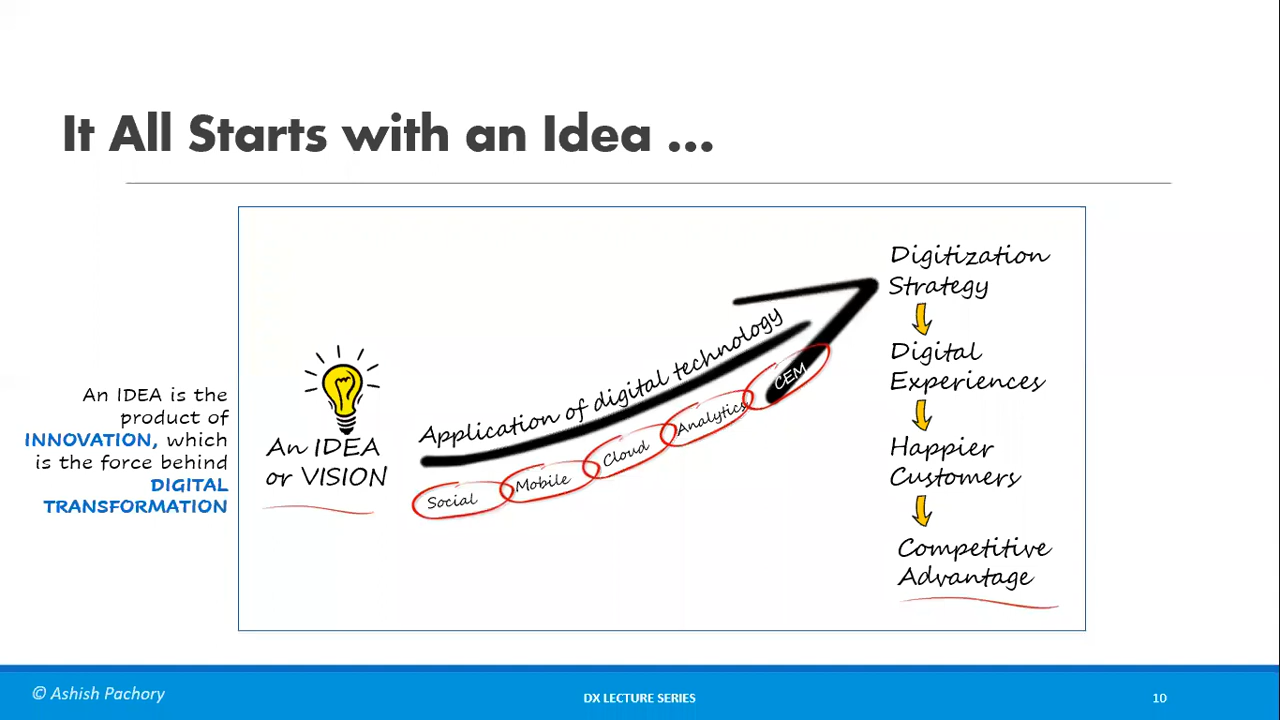 It All Starts with an Idea ...
An IDEA is the
product of
INNOVATION, which
is the force behind
DIGITAL
TRANSFORMATION
An IDEA
or VISION
Application of digital technology
Social
Mobile
Cloud
Analytics
CEM
Digitization
Strategy
Digital
Experiences
Happier
Customers
Competitive
Advantage
© Ashish Pachory
DX LECTURE SERIES
10